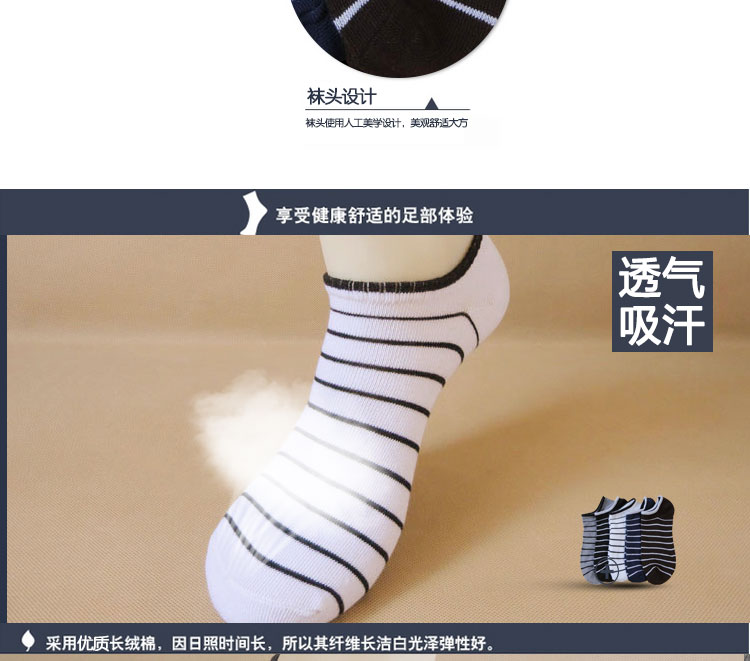 袜头设计
袜头使用人工美学设计，美观舒适大方
享受健康舒适的足部体验
透气
吸汗
采用优质长绒棉，因日照时间长，所以其纤维长洁白光泽弹性好。